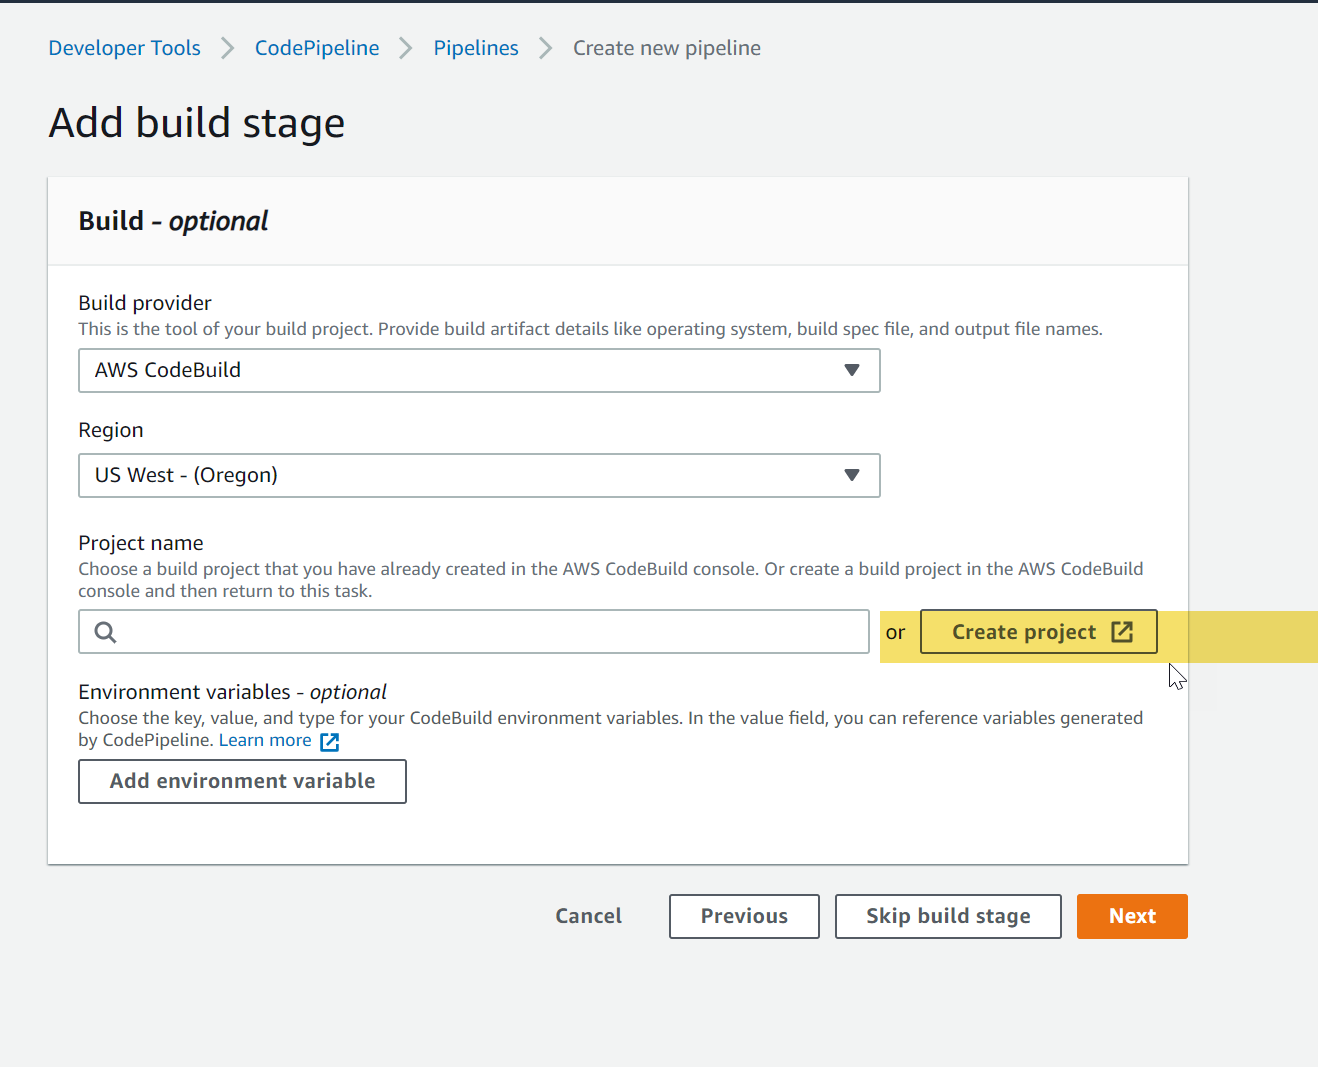 Developer Tools > CodePipeline > Pipelines > Create new pipeline
Add build stage
Build - optional
Build provider
This is the tool of your build project. Provide build artifact details like operating system, build spec file, and output file names.
AWS CodeBuild
Region
US West - (Oregon)
Project name
Choose a build project that you have already created in the AWS CodeBuild console. Or create a build project in the AWS CodeBuild
console and then return to this task.
or Create project
Environment variables - optional
Choose the key, value, and type for your CodeBuild environment variables. In the value field, you can reference variables generated
by CodePipeline. Learn more
Add environment variable
Cancel Previous Skip build stage Next